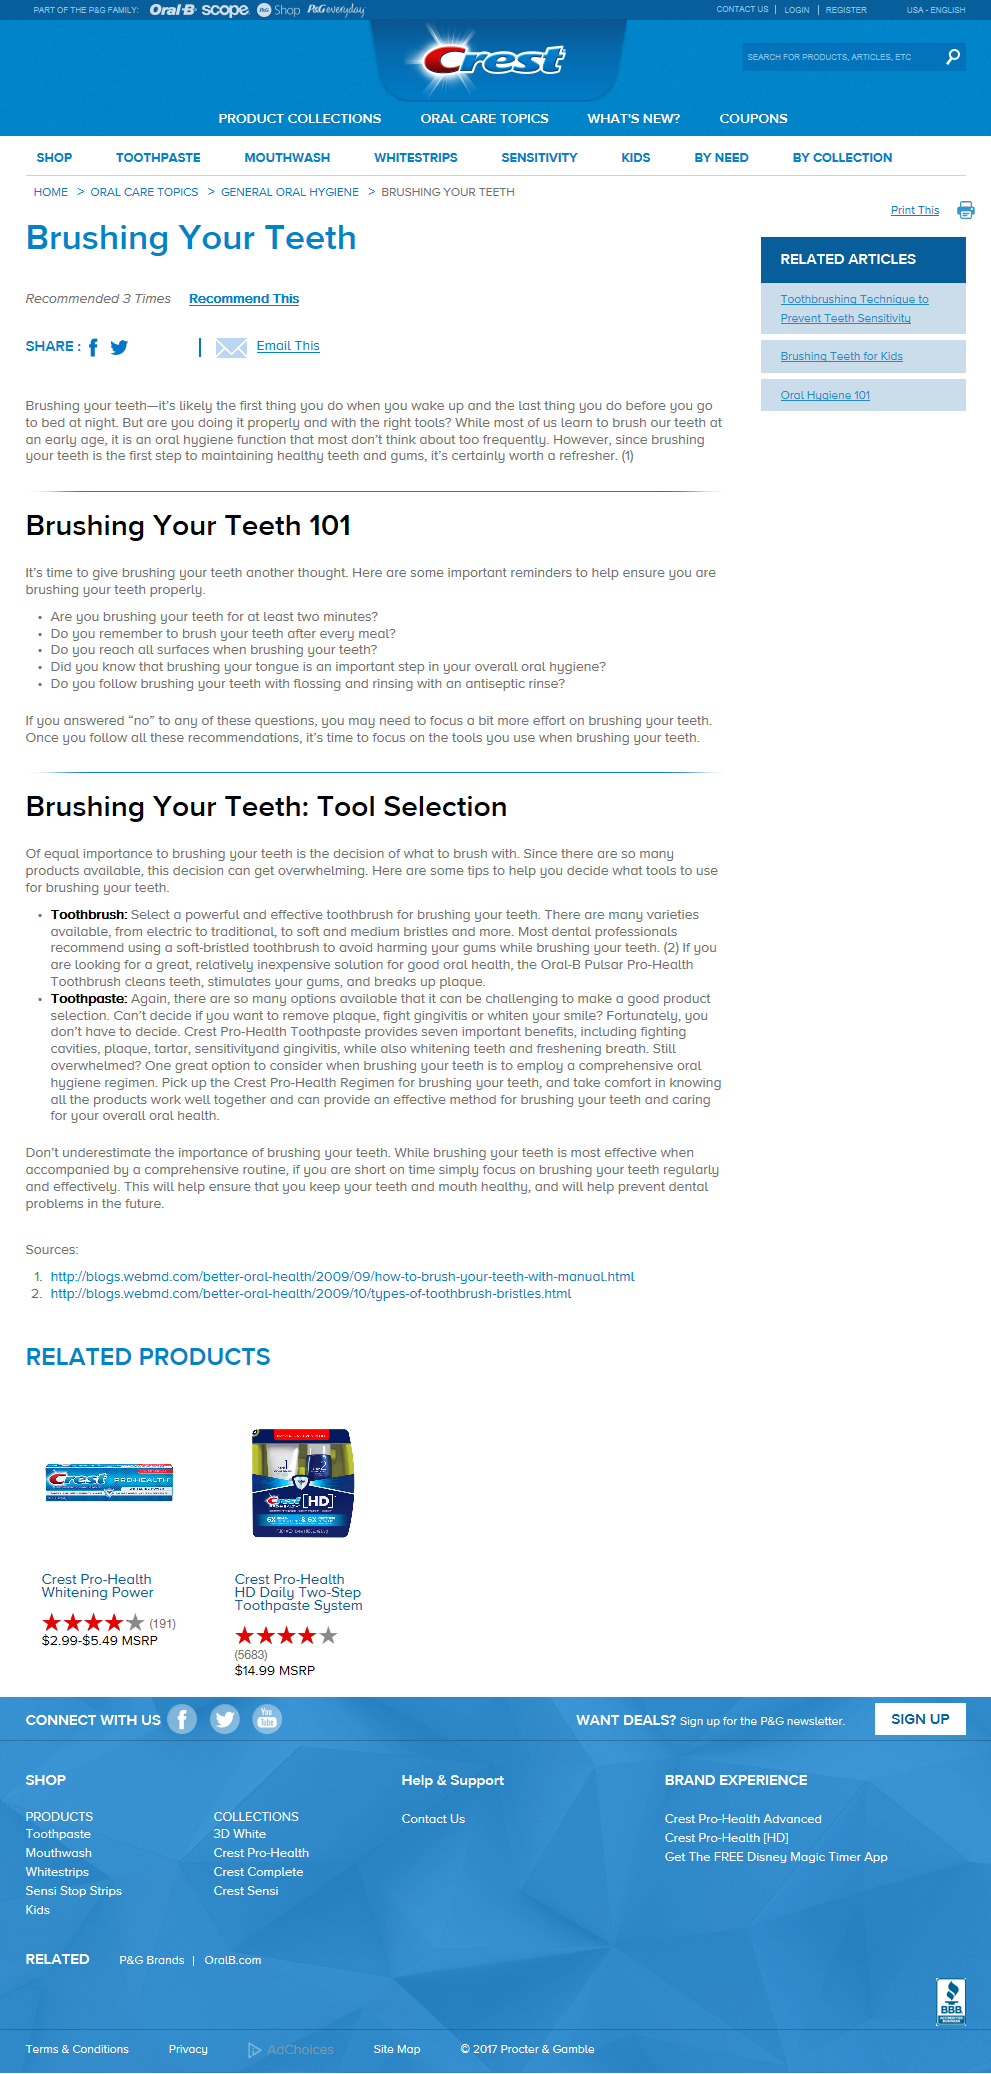 PART OF THE P&G FAMILY: Oral-B scope. P&G Shop P&G everyday
CONTACT US | LOGIN | REGISTER USA - ENGLISH
Crest
SEARCH FOR PRODUCTS, ARTICLES, ETC
PRODUCT COLLECTIONS ORAL CARE TOPICS WHAT'S NEW? COUPONS
SHOP TOOTHPASTE MOUTHWASH WHITESTRIPS SENSITIVITY KIDS BY NEED BY COLLECTION
HOME > ORAL CARE TOPICS > GENERAL ORAL HYGIENE > BRUSHING YOUR TEETH
Print This
Brushing Your Teeth
Recommended 3 Times Recommend This
SHARE : | Email This
RELATED ARTICLES
Toothbrushing Technique to
Prevent Teeth Sensitivity
Brushing Teeth for Kids
Oral Hygiene 101
Brushing your teeth—it's likely the first thing you do when you wake up and the last thing you do before you go
to bed at night. But are you doing it properly and with the right tools? While most of us learn to brush our teeth at
an early age, it is an oral hygiene function that most don't think about too frequently. However, since brushing
your teeth is the first step to maintaining healthy teeth and gums, it's certainly worth a refresher. (1)
Brushing Your Teeth 101
It's time to give brushing your teeth another thought. Here are some important reminders to help ensure you are
brushing your teeth properly.
• Are you brushing your teeth for at least two minutes?
• Do you remember to brush your teeth after every meal?
• Do you reach all surfaces when brushing your teeth?
• Did you know that brushing your tongue is an important step in your overall oral hygiene?
• Do you follow brushing your teeth with flossing and rinsing with an antiseptic rinse?
If you answered “no” to any of these questions, you may need to focus a bit more effort on brushing your teeth.
Once you follow all these recommendations, it's time to focus on the tools you use when brushing your teeth.
Brushing Your Teeth: Tool Selection
Of equal importance to brushing your teeth is the decision of what to brush with. Since there are so many
products available, this decision can get overwhelming. Here are some tips to help you decide what tools to use
for brushing your teeth.
• Toothbrush: Select a powerful and effective toothbrush for brushing your teeth. There are many varieties
available, from electric to traditional, to soft and medium bristles and more. Most dental professionals
recommend using a soft-bristled toothbrush to avoid harming your gums while brushing your teeth. (2) If you
are looking for a great, relatively inexpensive solution for good oral health, the Oral-B Pulsar Pro-Health
Toothbrush cleans teeth, stimulates your gums, and breaks up plaque.
• Toothpaste: Again, there are so many options available that it can be challenging to make a good product
selection. Can't decide if you want to remove plaque, fight gingivitis or whiten your smile? Fortunately, you
don't have to decide. Crest Pro-Health Toothpaste provides seven important benefits, including fighting
cavities, plaque, tartar, sensitivityand gingivitis, while also whitening teeth and freshening breath. Still
overwhelmed? One great option to consider when brushing your teeth is to employ a comprehensive oral
hygiene regimen. Pick up the Crest Pro-Health Regimen for brushing your teeth, and take comfort in knowing
all the products work well together and can provide an effective method for brushing your teeth and caring
for your overall oral health.
Don't underestimate the importance of brushing your teeth. While brushing your teeth is most effective when
accompanied by a comprehensive routine, if you are short on time simply focus on brushing your teeth regularly
and effectively. This will help ensure that you keep your teeth and mouth healthy, and will help prevent dental
problems in the future.
Sources:
1. http://blogs.webmd.com/better-oral-health/2009/09/how-to-brush-your-teeth-with-manual.html
2. http://blogs.webmd.com/better-oral-health/2009/10/types-of-toothbrush-bristles.html
RELATED PRODUCTS
Crest PRO-HEALTH
1 2
Crest [HD]
PRO-HEALTH
6X & 6X
Crest Pro-Health
Whitening Power
(191)
$2.99-$5.49 MSRP
Crest Pro-Health
HD Daily Two-Step
Toothpaste System
(5683)
$14.99 MSRP
CONNECT WITH US You Tube WANT DEALS? Sign up for the P&G newsletter. SIGN UP
SHOP
PRODUCTS
Toothpaste
Mouthwash
Whitestrips
Sensi Stop Strips
Kids
COLLECTIONS
3D White
Crest Pro-Health
Crest Complete
Crest Sensi
Help & Support
Contact Us
BRAND EXPERIENCE
Crest Pro-Health Advanced
Crest Pro-Health [HD]
Get The FREE Disney Magic Timer App
RELATED P&G Brands | OralB.com
BBB
ACCREDITED
BUSINESS
Terms & Conditions Privacy AdChoices Site Map © 2017 Procter & Gamble